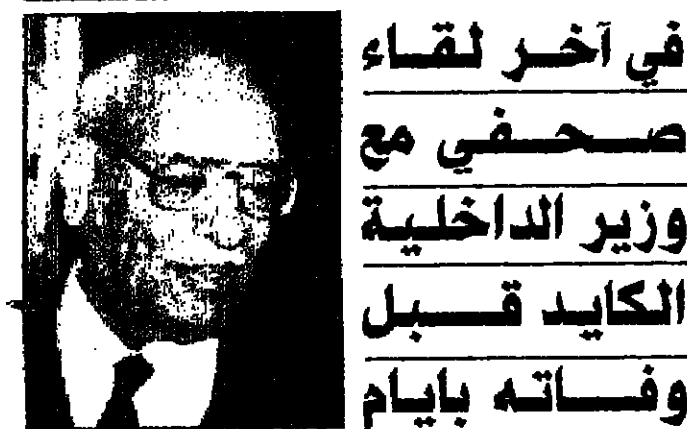 في آخر لقاء
صحفي مع
وزير الداخلية
الكايد قبل
وفاته بايام